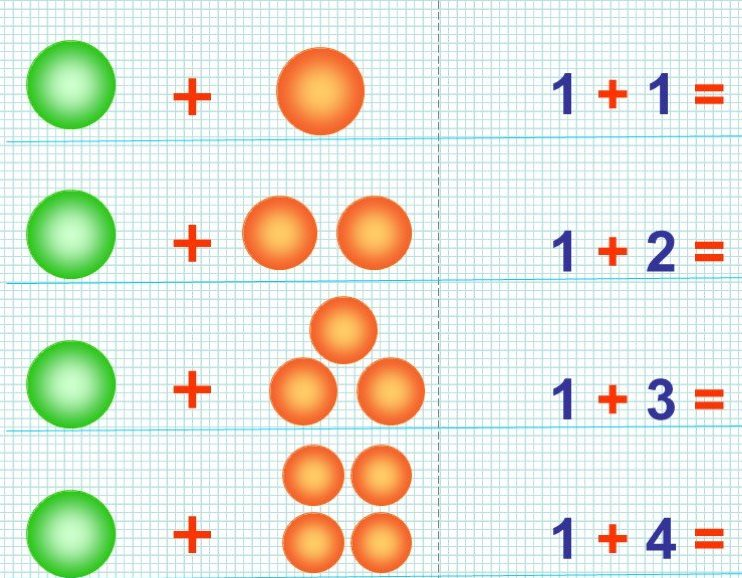 + 1 + 1 =
+ 1 + 2 =
+ 1 + 3 =
+ 1 + 4 =